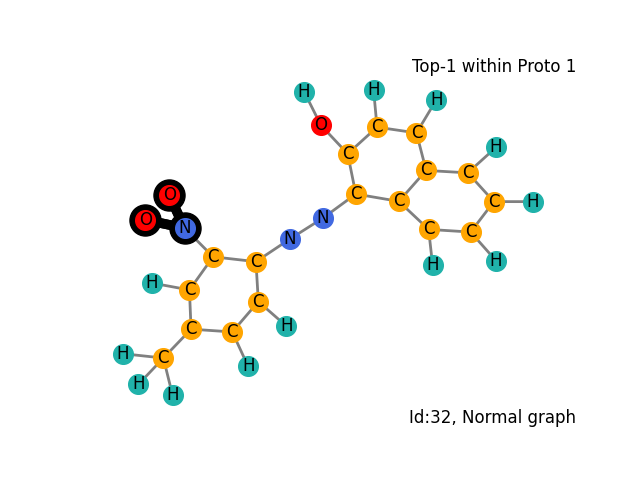 Top-1 within Proto 1
H H H
O C C H
C
C C
O C C H
O N N C C
N C C H H
C C
H C C H
C C
H C H
H H
Id:32, Normal graph